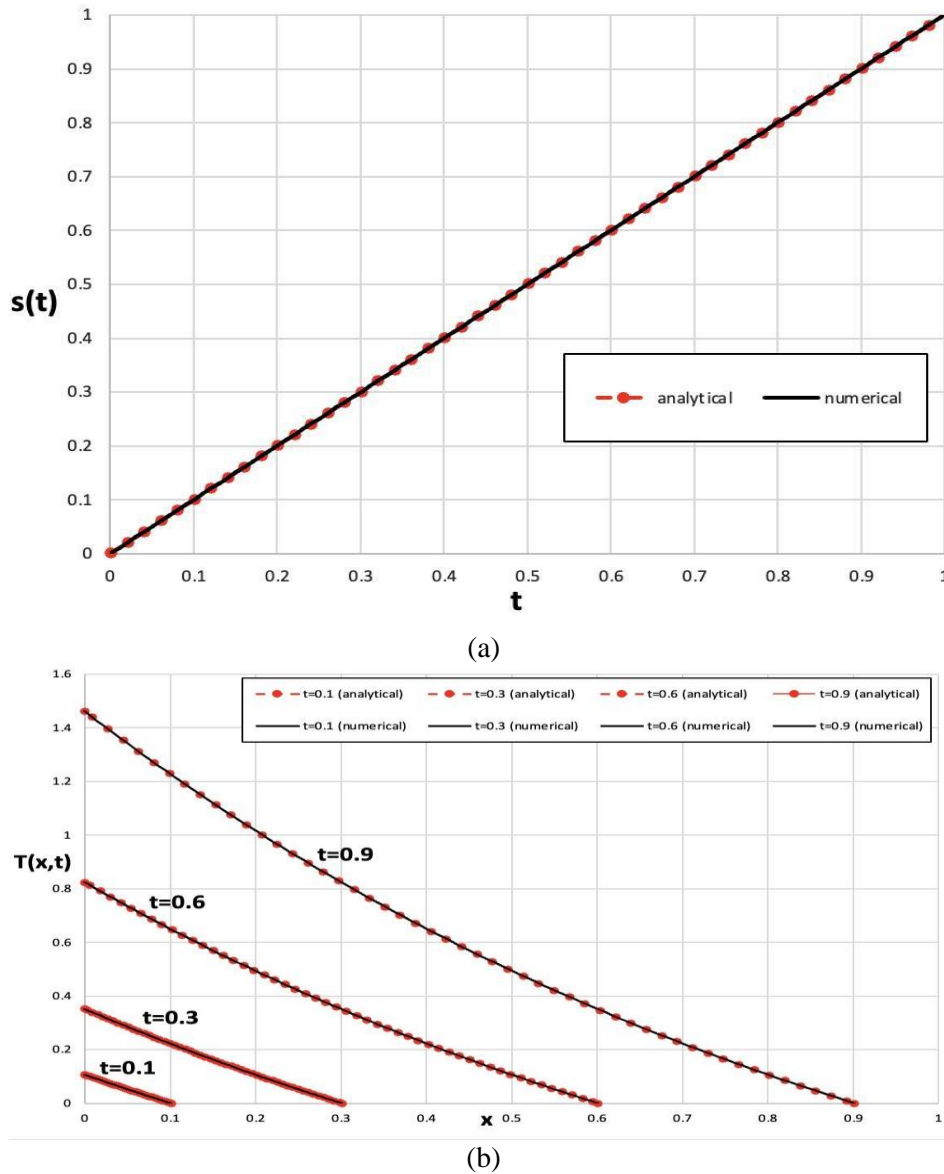 1
0.9
0.8
0.7
0.6
0.5
s(t)
0.4
0.3
analytical numerical
0.2
0.1
0
0 0.1 0.2 0.3 0.4 0.5 0.6 0.7 0.8 0.9 1
t
(a)
1.6
t=0.1 (analytical) t=0.3 (analytical) t=0.6 (analytical) t=0.9 (analytical)
t=0.1 (numerical) t=0.3 (numerical) t=0.6 (numerical) t=0.9 (numerical)
1.4
1.2
1
t=0.9
T(x,t)
0.8
t=0.6
0.6
0.4
t=0.3
0.2
t=0.1
0
0 0.1 0.2 0.3 0.4 0.5 0.6 0.7 0.8 0.9 1
x
(b)